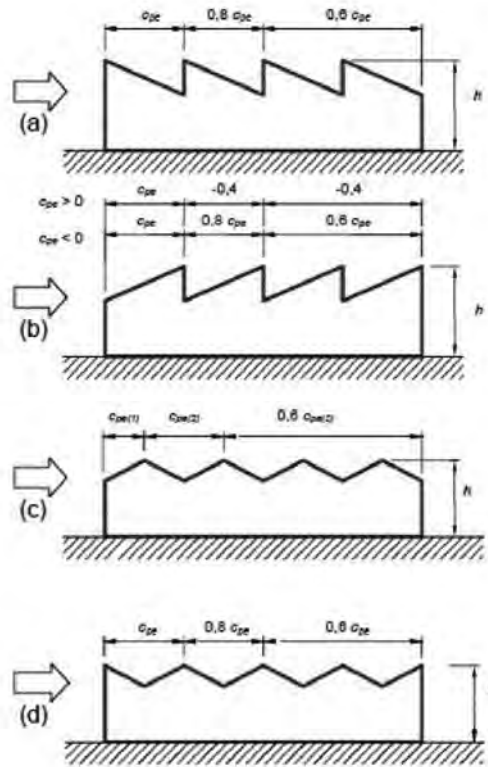 c_pe 0,8 c_pe 0,6 c_pe
h
(a)
c_pe > 0 c_pe -0,4 -0,4
c_pe < 0 c_pe 0,8 c_pe 0,6 c_pe
h
(b)
c_pe(1) c_pe(2) 0,6 c_pe(2)
h
(c)
c_pe 0,8 c_pe 0,6 c_pe
(d)